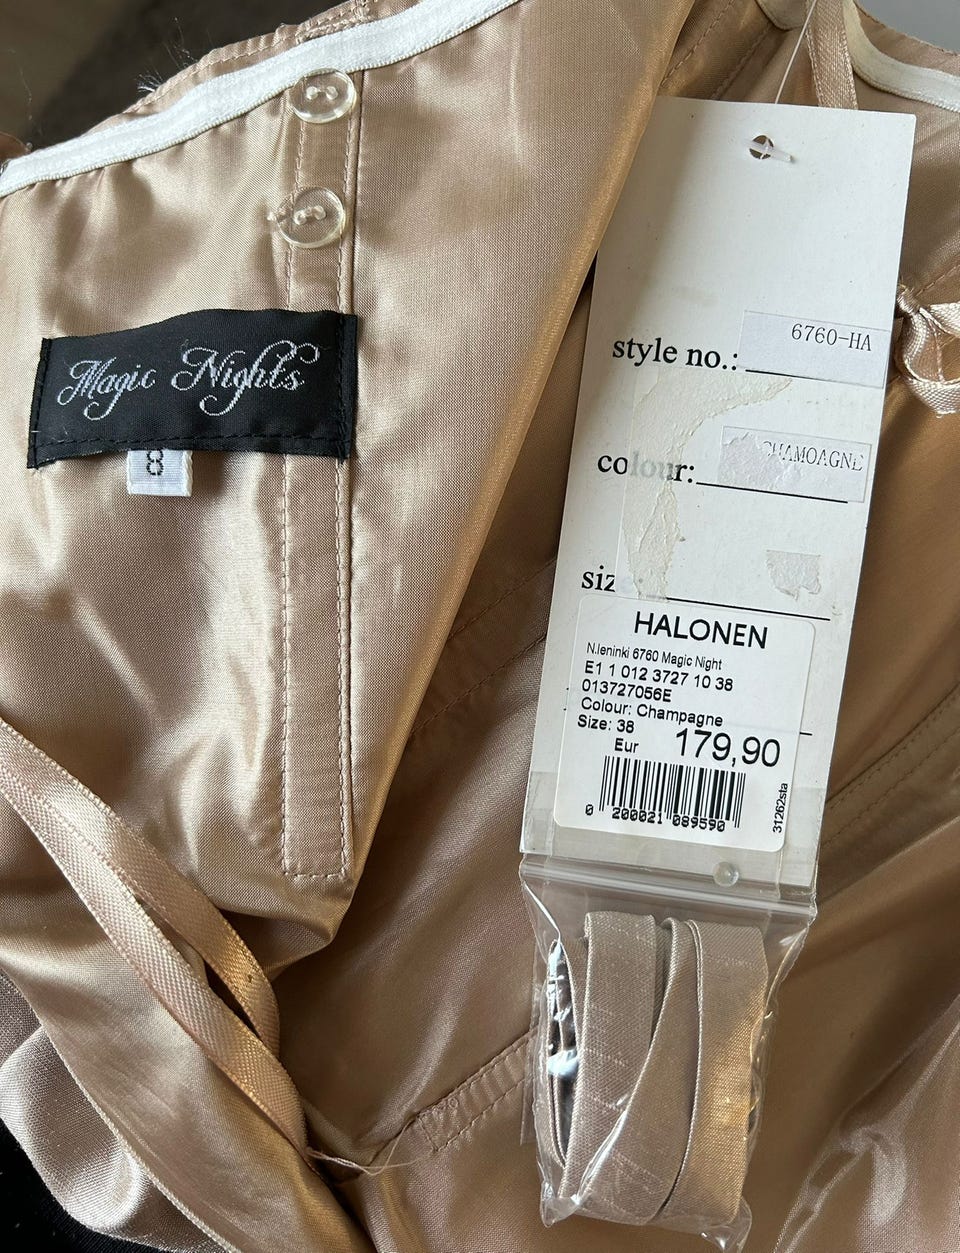 Magic Nights
8
style no.: 6760-HA
colour: CHAMOAGNE
siz
HALONEN
N.leninki 6760 Magic Night
E1 1 012 3727 10 38
013727056E
Colour: Champagne
Size: 38
Eur 179,90
0 200021 089590
31262sta